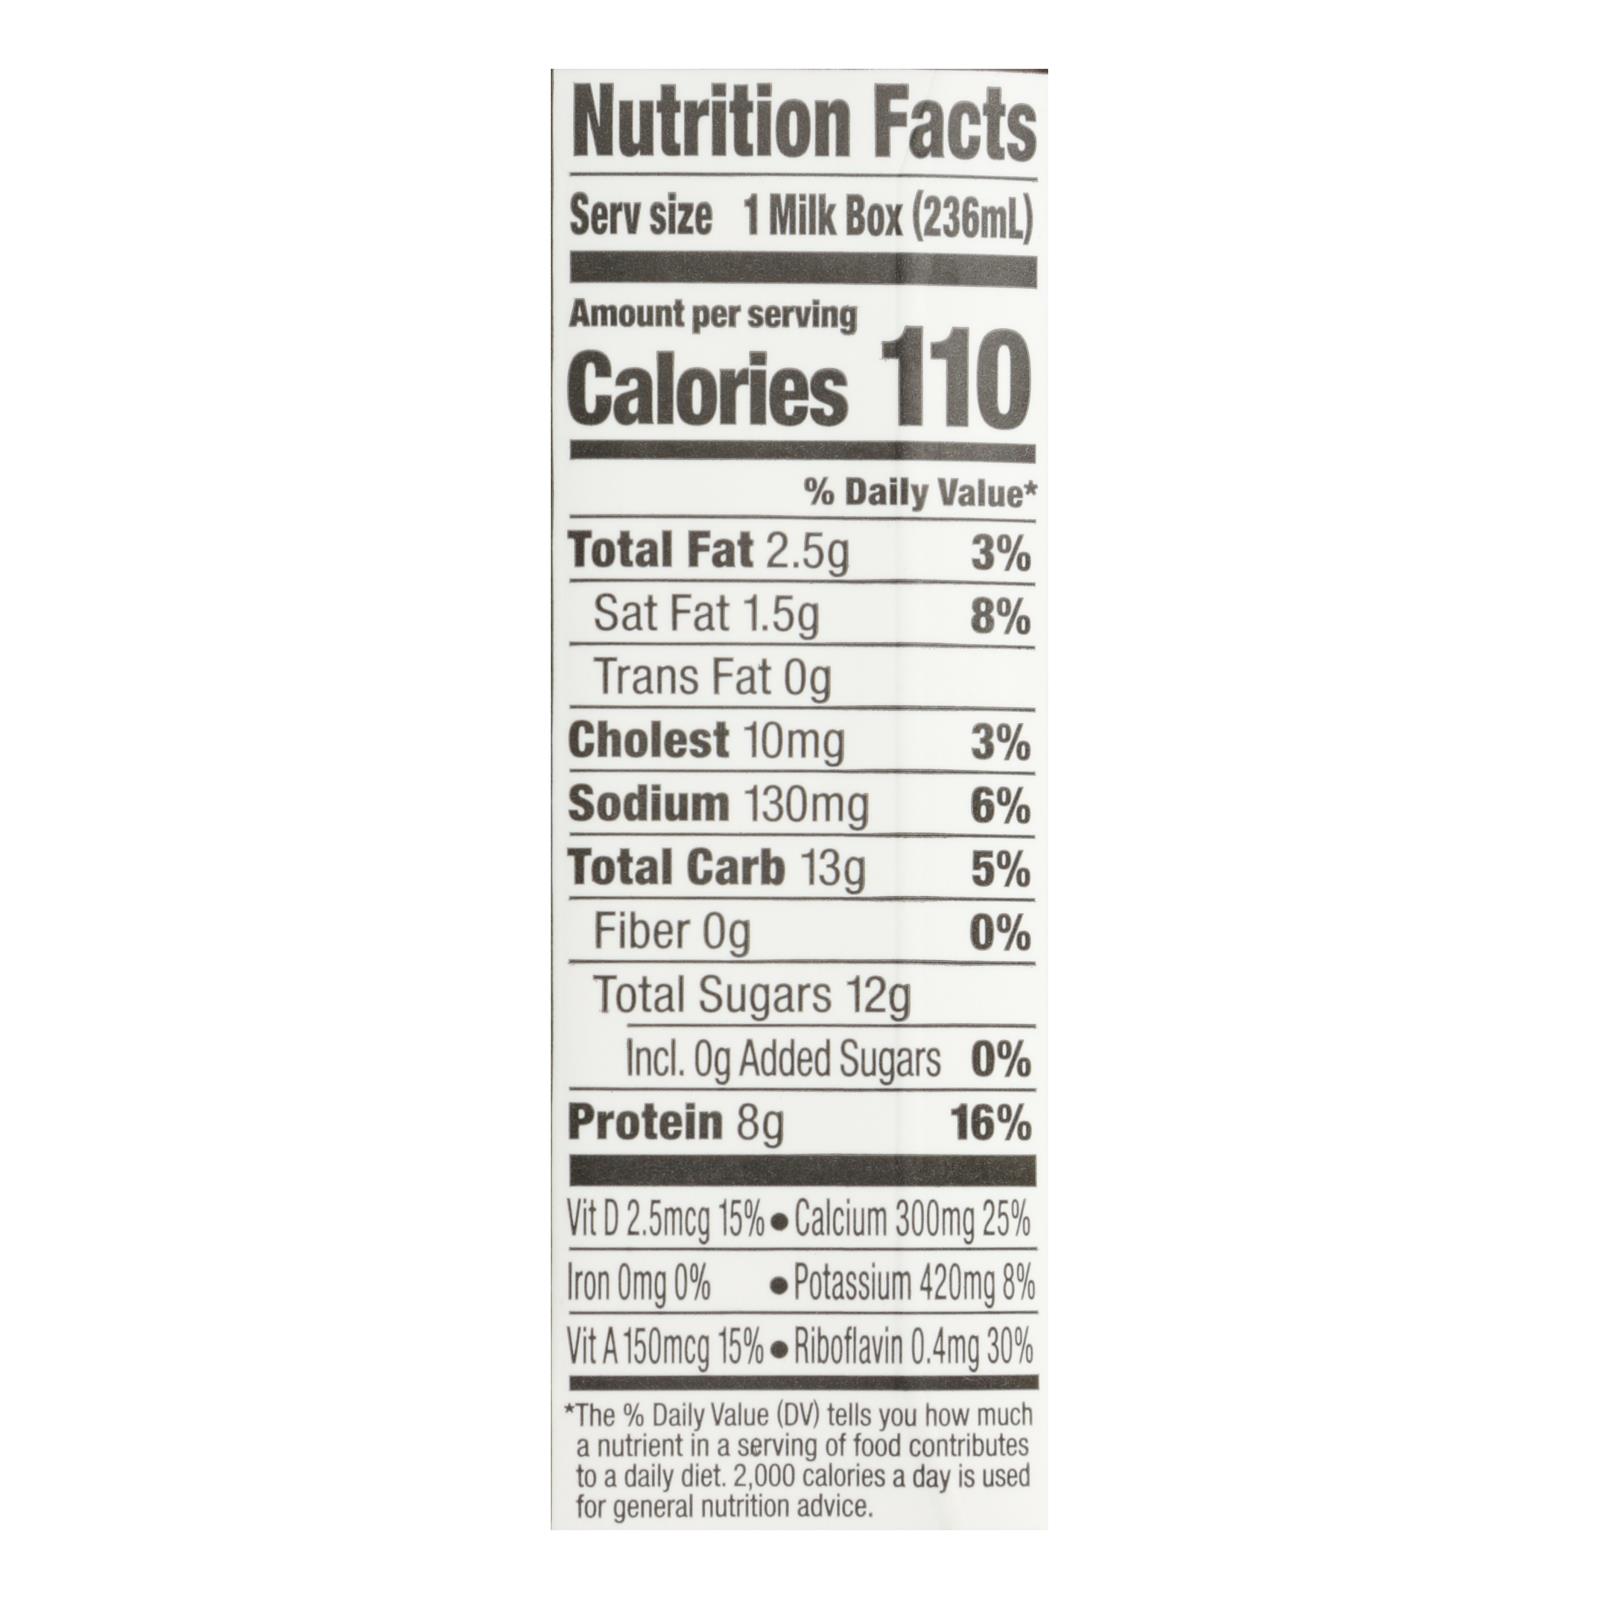 Nutrition Facts
Serv size 1 Milk Box (236mL)
Amount per serving
Calories 110
% Daily Value*
Total Fat 2.5g 3%
Sat Fat 1.5g 8%
Trans Fat 0g
Cholest 10mg 3%
Sodium 130mg 6%
Total Carb 13g 5%
Fiber 0g 0%
Total Sugars 12g
Incl. 0g Added Sugars 0%
Protein 8g 16%
Vit D 2.5mcg 15% • Calcium 300mg 25%
Iron 0mg 0% • Potassium 420mg 8%
Vit A 150mcg 15% • Riboflavin 0.4mg 30%
*The % Daily Value (DV) tells you how much
a nutrient in a serving of food contributes
to a daily diet. 2,000 calories a day is used
for general nutrition advice.